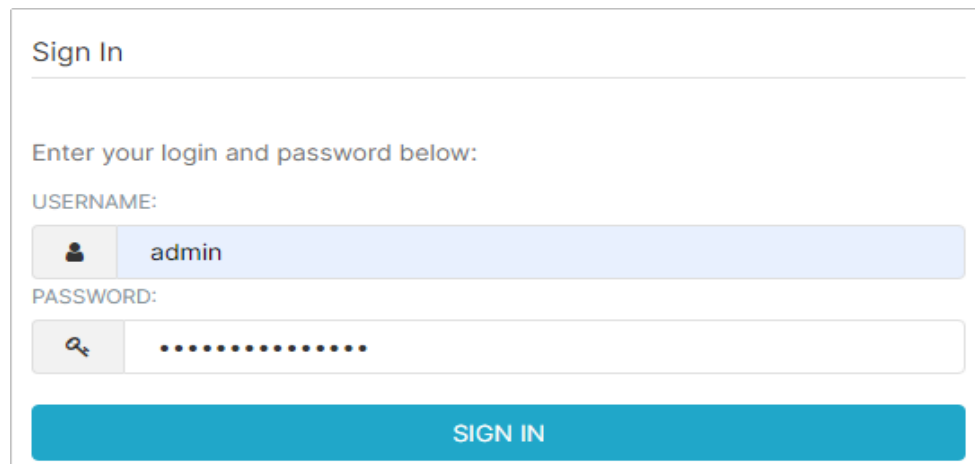 Sign In
Enter your login and password below:
USERNAME:
admin
PASSWORD:
•••••••••••••••
SIGN IN